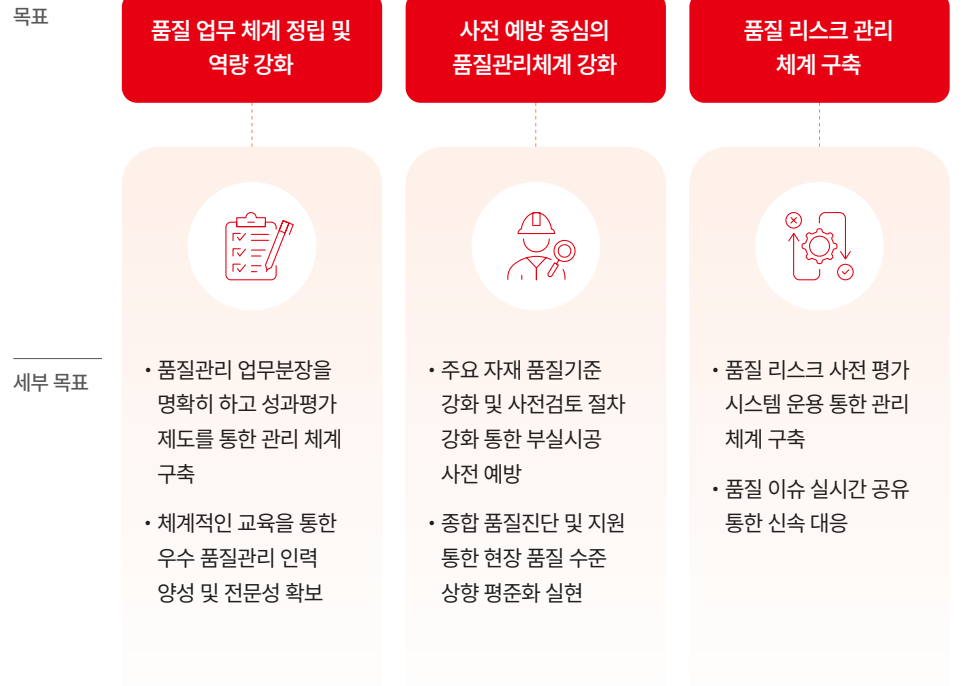 목표
품질 업무 체계 정립 및
역량 강화
사전 예방 중심의
품질관리체계 강화
품질 리스크 관리
체계 구축
세부 목표
• 품질관리 업무분장을
명확히 하고 성과평가
제도를 통한 관리 체계
구축
• 체계적인 교육을 통한
우수 품질관리 인력
양성 및 전문성 확보
• 주요 자재 품질기준
강화 및 사전검토 절차
강화 통한 부실시공
사전 예방
• 종합 품질진단 및 지원
통한 현장 품질 수준
상향 평준화 실현
• 품질 리스크 사전 평가
시스템 운용 통한 관리
체계 구축
• 품질 이슈 실시간 공유
통한 신속 대응